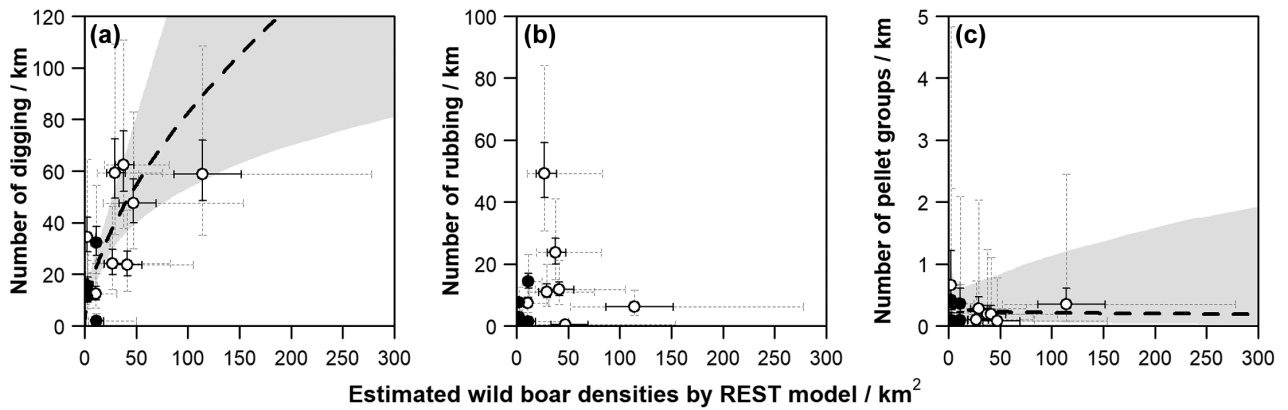 (a)
Number of digging / km
120
100
80
60
40
20
0
0 50 100 150 200 250 300
(b)
Number of rubbing / km
100
80
60
40
20
0
0 50 100 150 200 250 300
(c)
Number of pellet groups / km
5
4
3
2
1
0
0 50 100 150 200 250 300
Estimated wild boar densities by REST model / km²